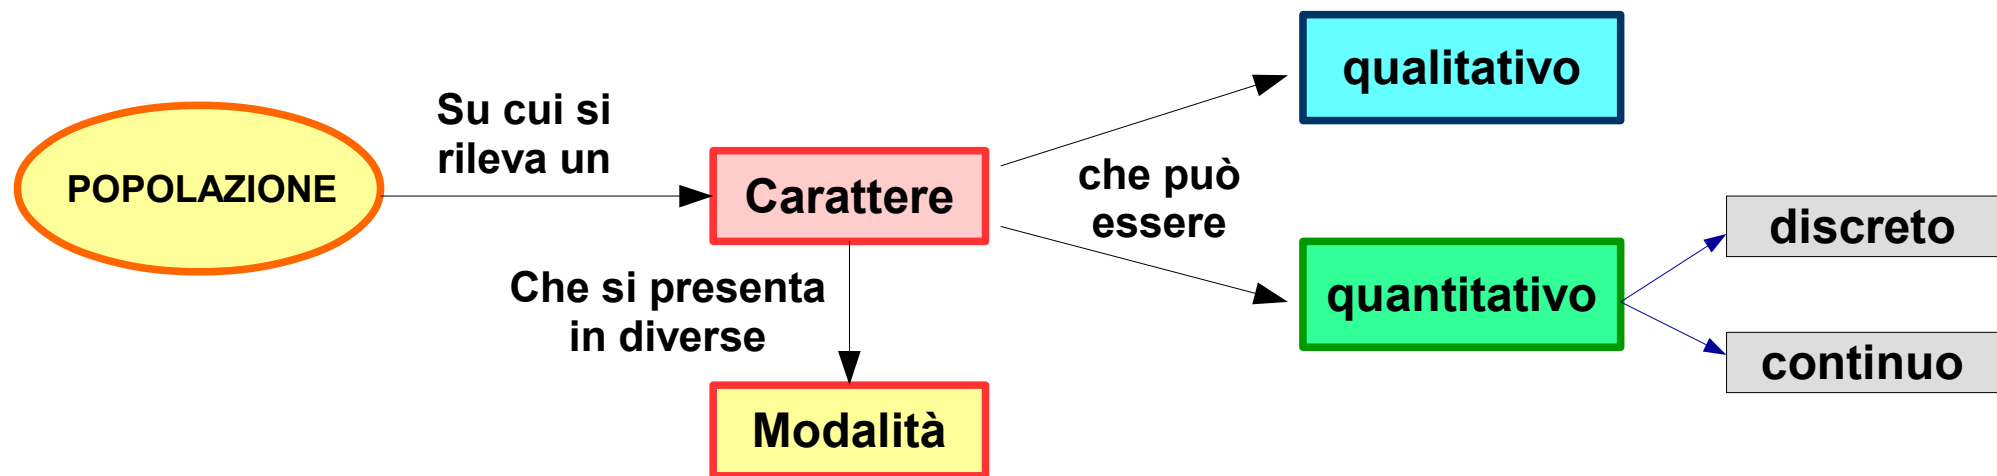 POPOLAZIONE
Su cui si
rileva un
Carattere
Che si presenta
in diverse
Modalità
che può
essere
qualitativo
quantitativo
discreto
continuo